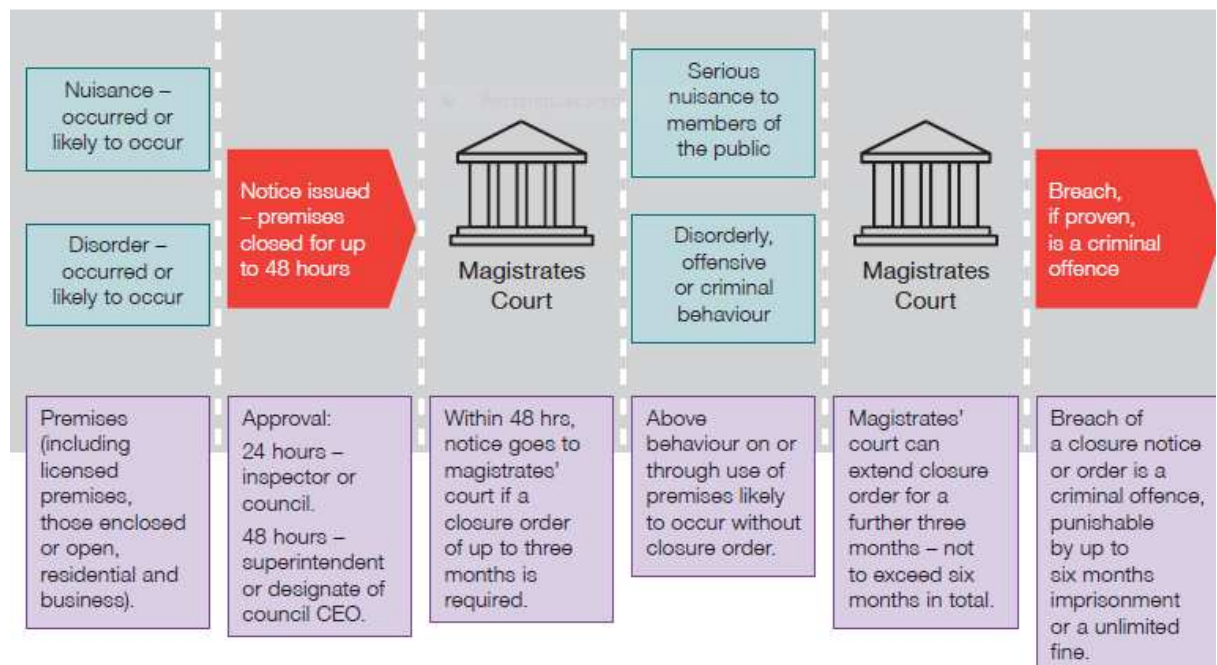 Nuisance –
occurred or
likely to occur
Disorder –
occurred or
likely to occur
Notice issued
– premises
closed for up
to 48 hours
Magistrates
Court
Serious
nuisance to
members of
the public
Disorderly,
offensive
or criminal
behaviour
Magistrates
Court
Breach,
if proven,
is a criminal
offence
Premises
(including
licensed
premises,
those enclosed
or open,
residential and
business).
Approval:
24 hours –
inspector or
council.
48 hours –
superintendent
or designate of
council CEO.
Within 48 hrs,
notice goes to
magistrates'
court if a
closure order
of up to three
months is
required.
Above
behaviour on or
through use of
premises likely
to occur without
closure order.
Magistrates'
court can
extend closure
order for a
further three
months – not
to exceed six
months in total.
Breach of
a closure notice
or order is a
criminal offence,
punishable
by up to
six months
imprisonment
or a unlimited
fine.